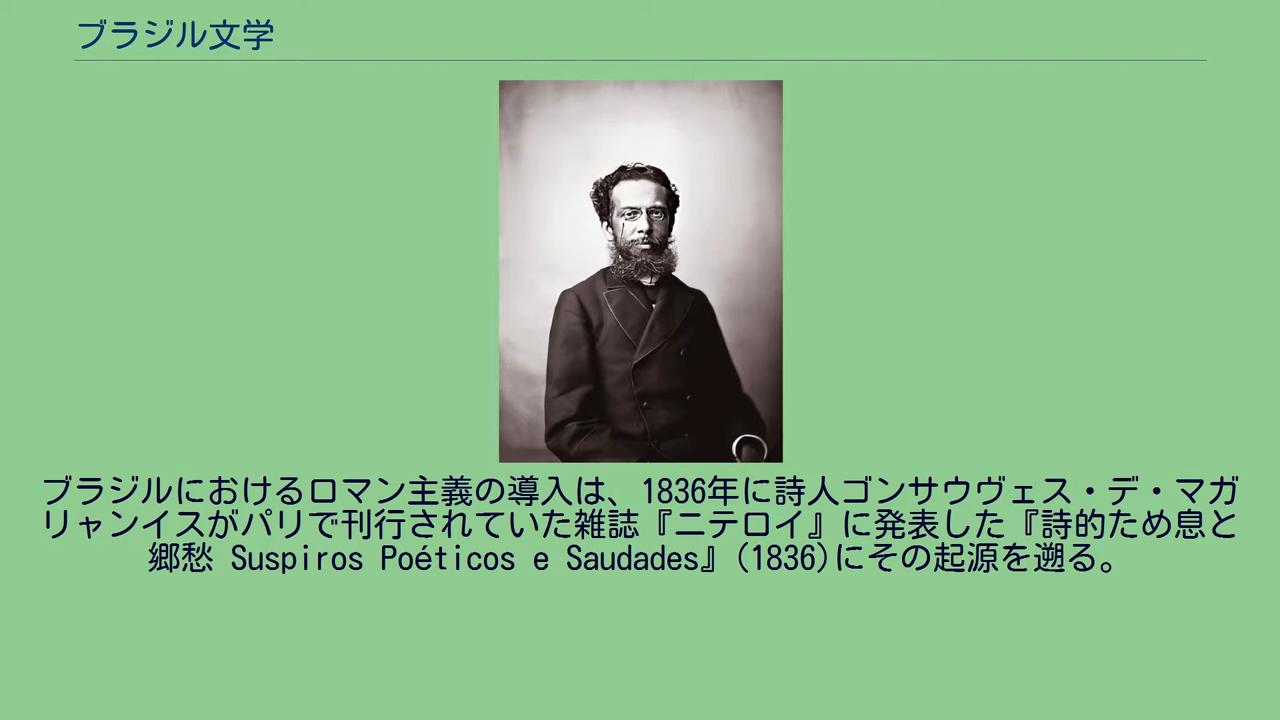 ブラジル文学
ブラジルにおけるロマン主義の導入は、1836年に詩人ゴンサウヴェス・デ・マガ
リャンイスがパリで刊行されていた雑誌『ニテロイ』に発表した『詩的ため息と
郷愁 Suspiros Poéticos e Saudades』(1836)にその起源を遡る。